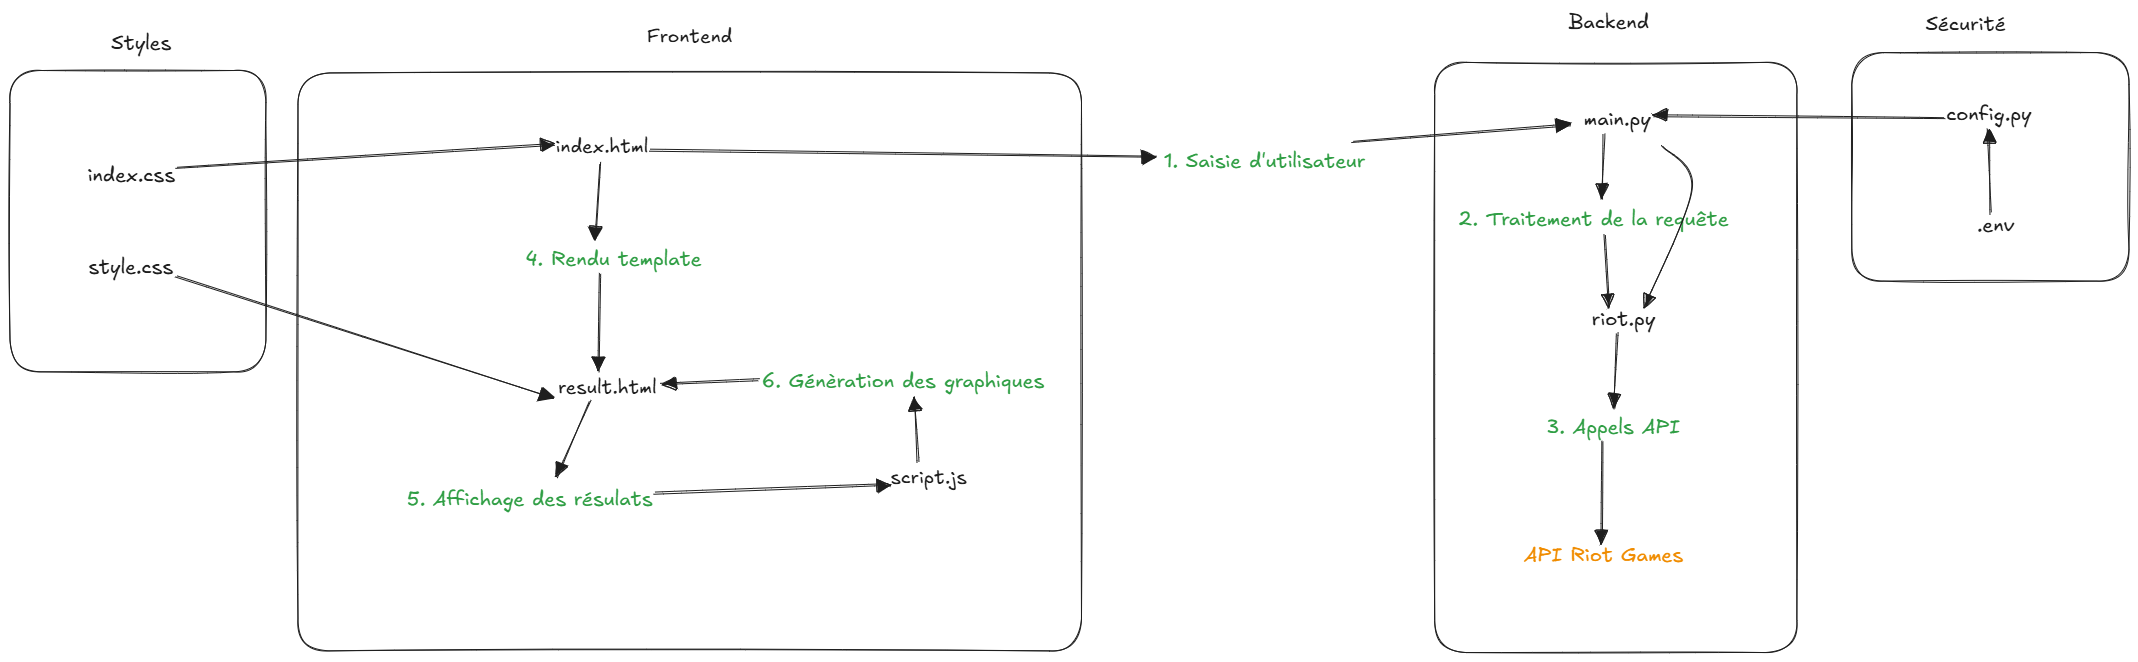 Styles
index.css
style.css
Frontend
index.html
4. Rendu template
result.html
6. Génèration des graphiques
5. Affichage des résulats
script.js
1. Saisie d'utilisateur
Backend
main.py
2. Traitement de la requête
riot.py
3. Appels API
API Riot Games
Sécurité
config.py
.env